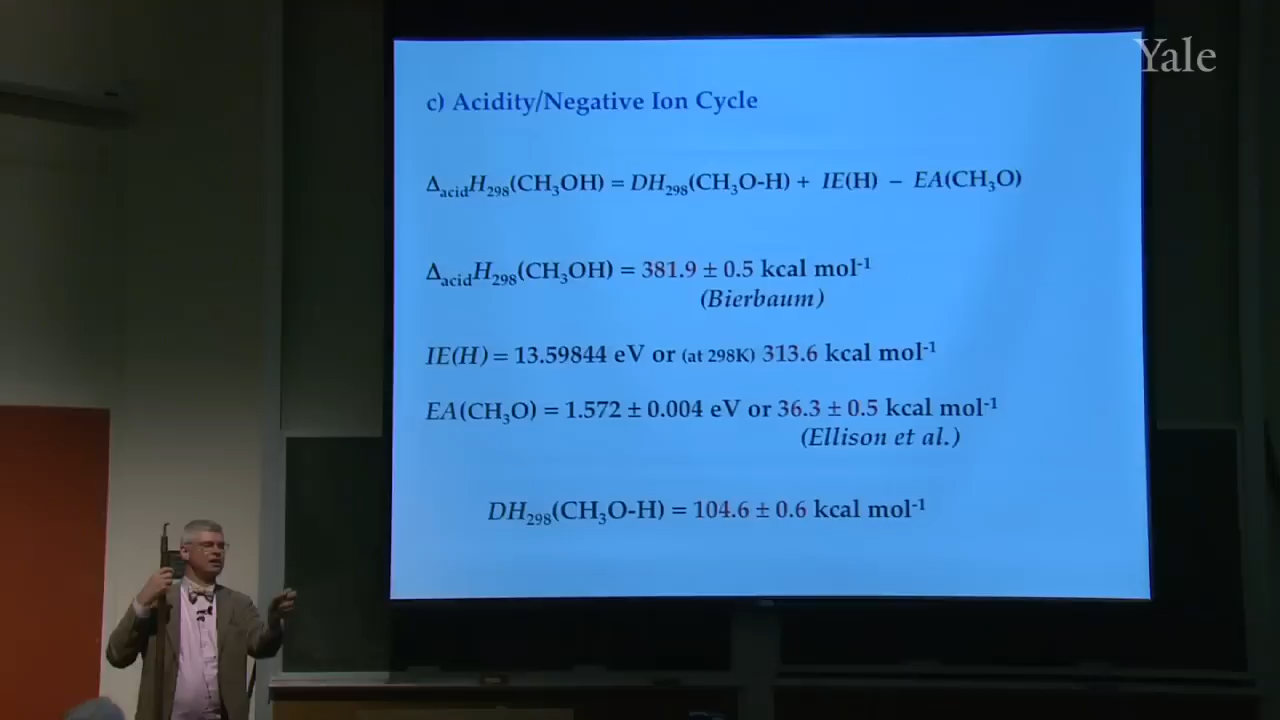 Yale
c) Acidity/Negative Ion Cycle
ΔacidH298(CH3OH) = DH298(CH3O-H) + IE(H) – EA(CH3O)
ΔacidH298(CH3OH) = 381.9 ± 0.5 kcal mol-1
(Bierbaum)
IE(H) = 13.59844 eV or (at 298K) 313.6 kcal mol-1
EA(CH3O) = 1.572 ± 0.004 eV or 36.3 ± 0.5 kcal mol-1
(Ellison et al.)
DH298(CH3O-H) = 104.6 ± 0.6 kcal mol-1